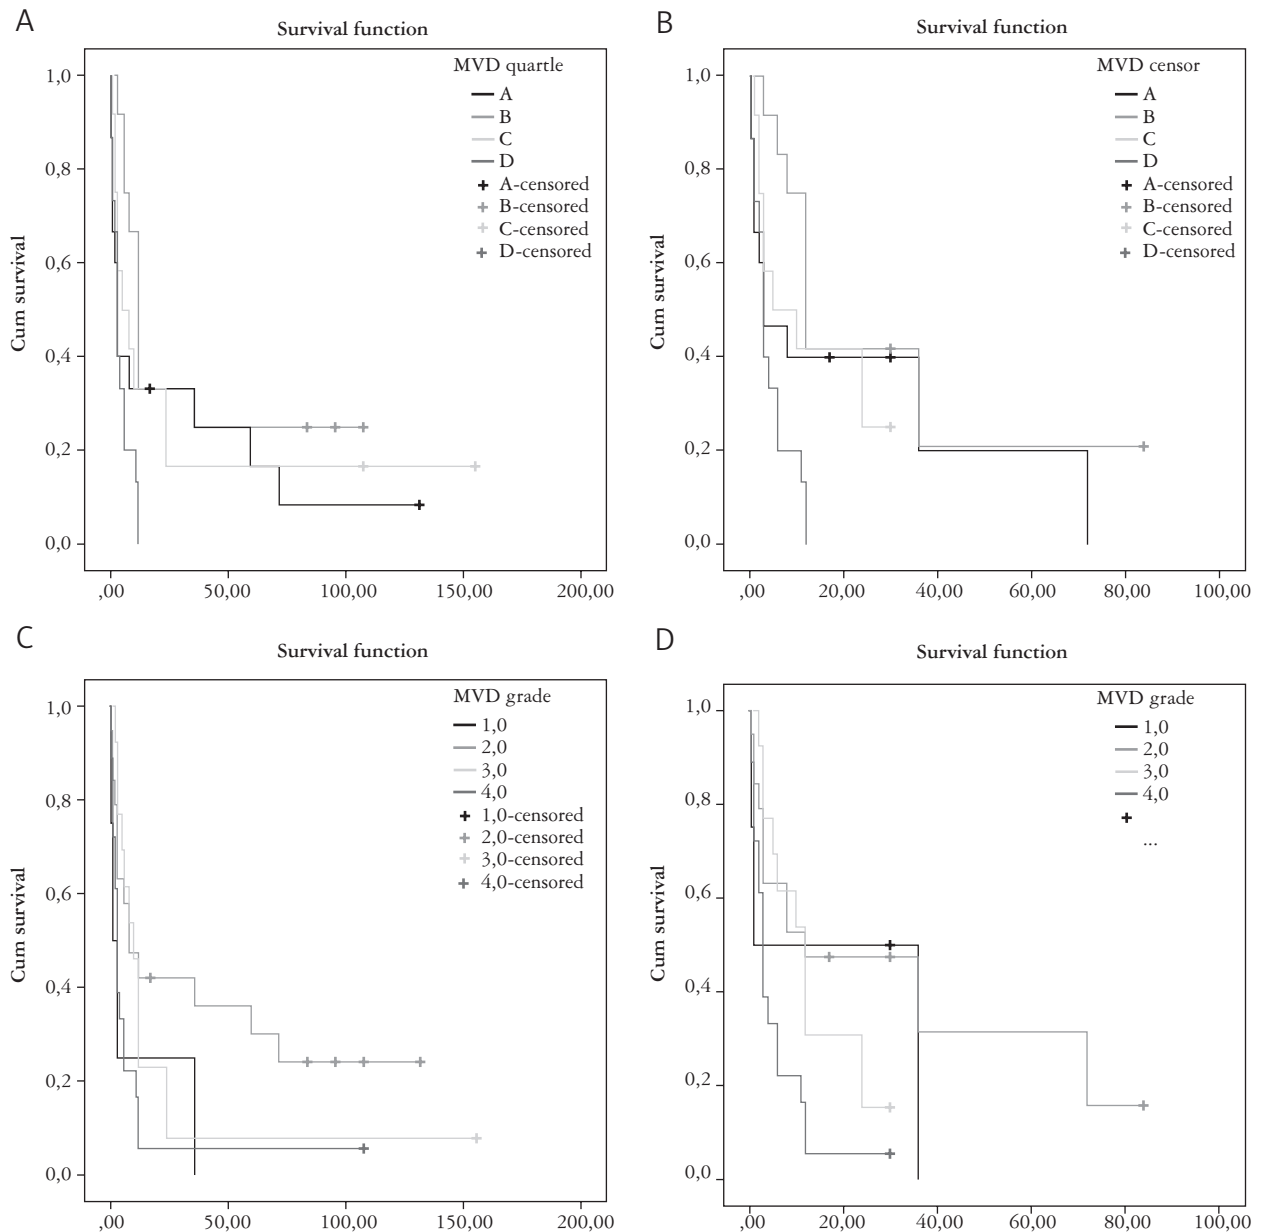 A
Survival function
MVD quartle
A
B
C
D
A-censored
B-censored
C-censored
D-censored
Cum survival
1,0
0,8
0,6
0,4
0,2
0,0
,00 50,00 100,00 150,00 200,00
B
Survival function
MVD censor
A
B
C
D
A-censored
B-censored
C-censored
D-censored
Cum survival
1,0
0,8
0,6
0,4
0,2
0,0
,00 20,00 40,00 60,00 80,00 100,00
C
Survival function
MVD grade
1,0
2,0
3,0
4,0
1,0-censored
2,0-censored
3,0-censored
4,0-censored
Cum survival
1,0
0,8
0,6
0,4
0,2
0,0
,00 50,00 100,00 150,00 200,00
D
Survival function
MVD grade
1,0
2,0
3,0
4,0
...
Cum survival
1,0
0,8
0,6
0,4
0,2
0,0
,00 20,00 40,00 60,00 80,00 100,00